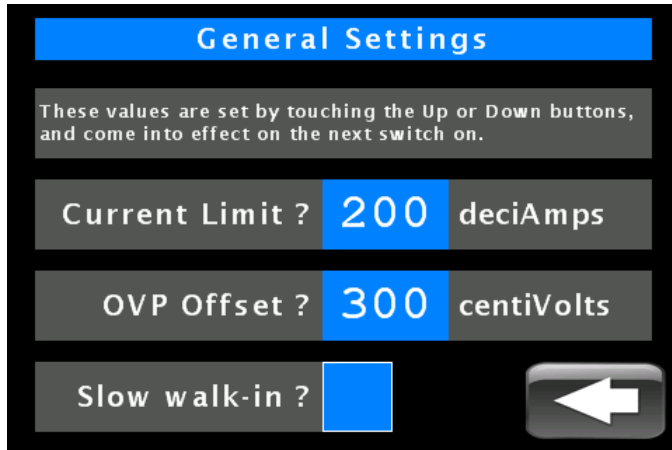 General Settings
These values are set by touching the Up or Down buttons,
and come into effect on the next switch on.
Current Limit ? 200 deciAmps
OVP Offset ? 300 centiVolts
Slow walk-in ?